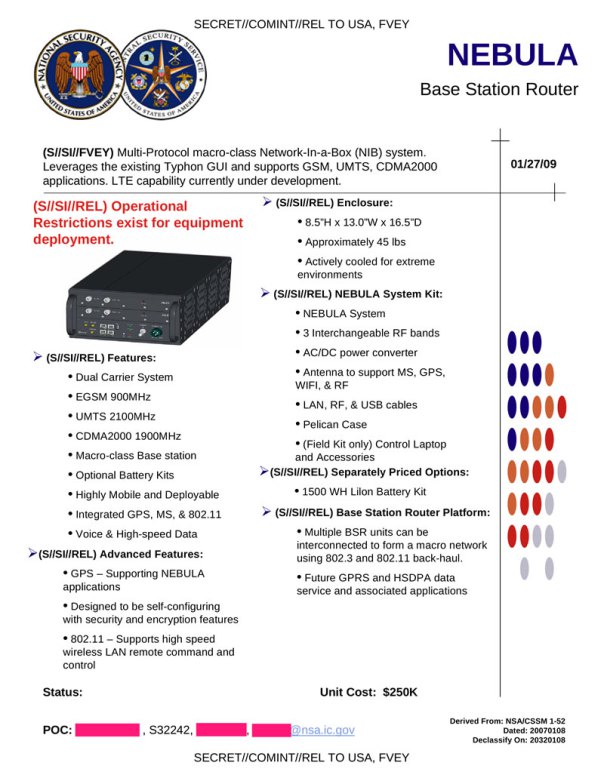 SECRET//COMINT//REL TO USA, FVEY
NATIONAL SECURITY AGENCY
UNITED STATES OF AMERICA
CENTRAL SECURITY SERVICE
UNITED STATES OF AMERICA
NEBULA
Base Station Router
(S//SI//FVEY) Multi-Protocol macro-class Network-In-a-Box (NIB) system.
Leverages the existing Typhon GUI and supports GSM, UMTS, CDMA2000
applications. LTE capability currently under development.
01/27/09
(S//SI//REL) Operational
Restrictions exist for equipment
deployment.
➢ (S//SI//REL) Features:
• Dual Carrier System
• EGSM 900MHz
• UMTS 2100MHz
• CDMA2000 1900MHz
• Macro-class Base station
• Optional Battery Kits
• Highly Mobile and Deployable
• Integrated GPS, MS, & 802.11
• Voice & High-speed Data
➢(S//SI//REL) Advanced Features:
• GPS – Supporting NEBULA
applications
• Designed to be self-configuring
with security and encryption features
• 802.11 – Supports high speed
wireless LAN remote command and
control
➢ (S//SI//REL) Enclosure:
• 8.5"H x 13.0"W x 16.5"D
• Approximately 45 lbs
• Actively cooled for extreme
environments
➢ (S//SI//REL) NEBULA System Kit:
• NEBULA System
• 3 Interchangeable RF bands
• AC/DC power converter
• Antenna to support MS, GPS,
WIFI, & RF
• LAN, RF, & USB cables
• Pelican Case
• (Field Kit only) Control Laptop
and Accessories
➢(S//SI//REL) Separately Priced Options:
• 1500 WH LiIon Battery Kit
➢ (S//SI//REL) Base Station Router Platform:
• Multiple BSR units can be
interconnected to form a macro network
using 802.3 and 802.11 back-haul.
• Future GPRS and HSDPA data
service and associated applications
Status:
Unit Cost: $250K
POC: , S32242, , @nsa.ic.gov
Derived From: NSA/CSSM 1-52
Dated: 20070108
Declassify On: 20320108
SECRET//COMINT//REL TO USA, FVEY